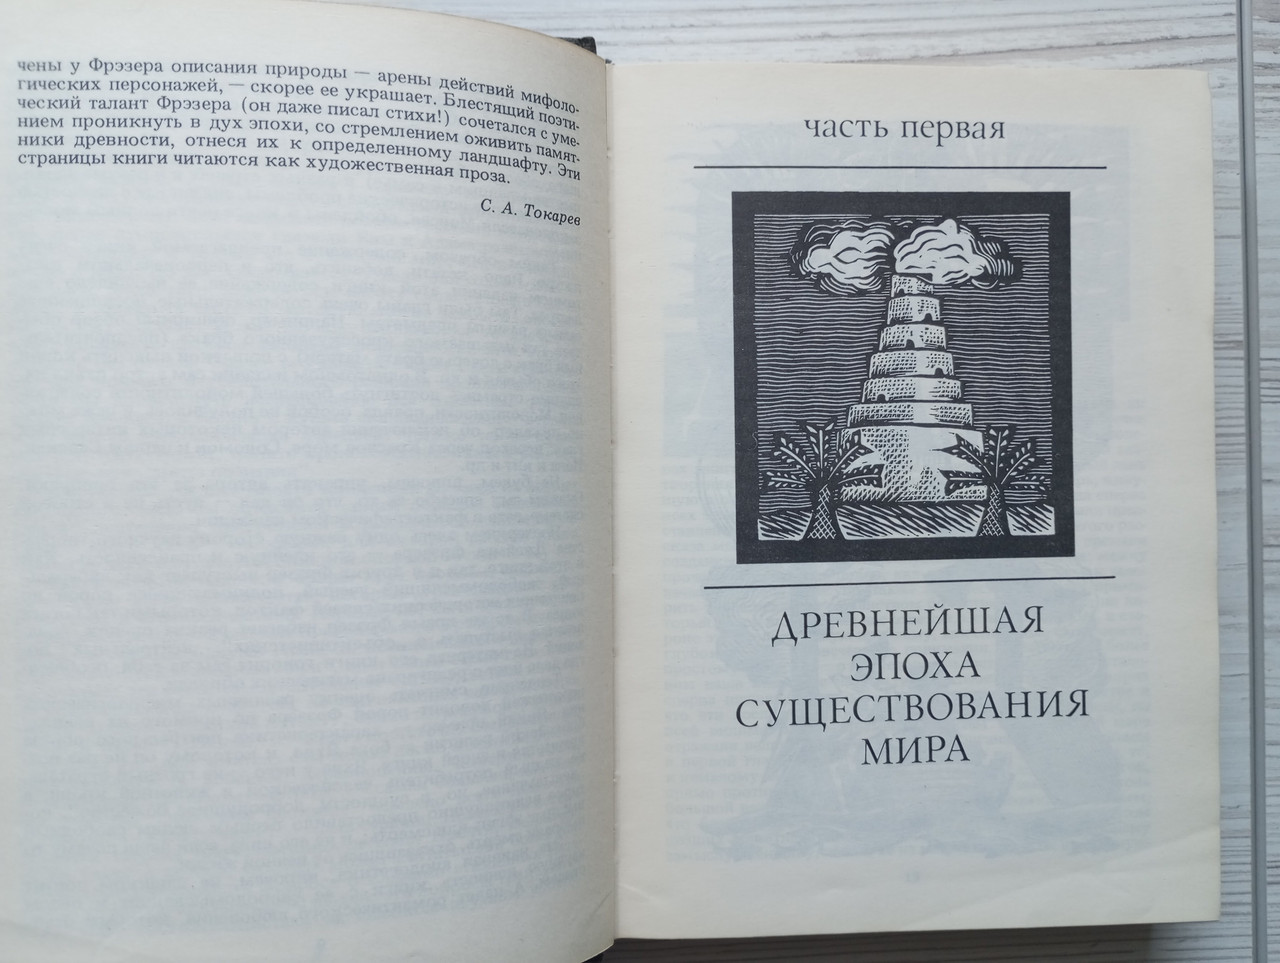 чены у Фрэзера описания природы — арены действий мифоло-
гических персонажей, — скорее ее украшает. Блестящий поэти-
ческий талант Фрэзера (он даже писал стихи!) сочетался с уме-
нием проникнуть в дух эпохи, со стремлением оживить памят-
ники древности, отнеся их к определенному ландшафту. Эти
страницы книги читаются как художественная проза.
С. А. Токарев
часть первая
ДРЕВНЕЙШАЯ
ЭПОХА
СУЩЕСТВОВАНИЯ
МИРА